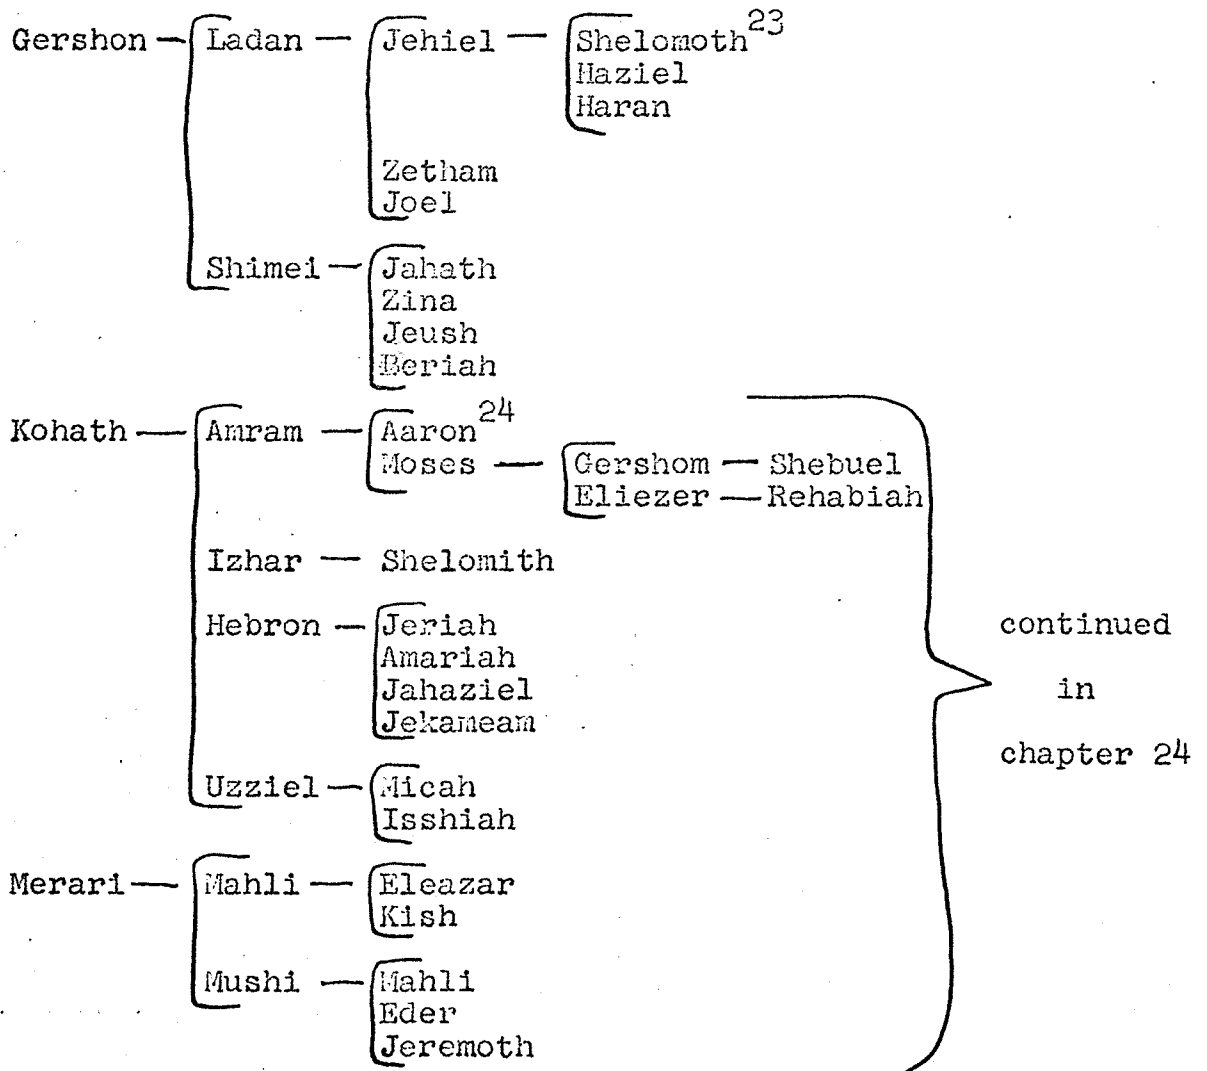 Gershon — Ladan — Jehiel — Shelomoth23
Haziel
Haran
Zetham
Joel
Shimei — Jahath
Zina
Jeush
Beriah
Kohath — Amram — Aaron24
Moses — Gershom — Shebuel
Eliezer — Rehabiah
Izhar — Shelomith
Hebron — Jeriah
Amariah
Jahaziel
Jekameam
Uzziel — Micah
Isshiah
continued
in
chapter 24
Merari — Mahli — Eleazar
Kish
Mushi — Mahli
Eder
Jeremoth